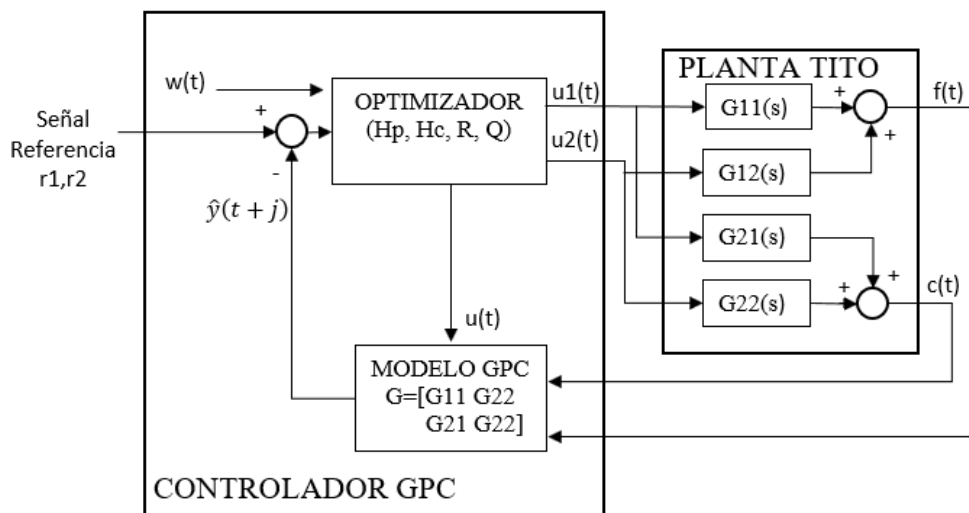 w(t)
Señal
Referencia
r1,r2
+
-
ŷ(t + j)
OPTIMIZADOR
(Hp, Hc, R, Q)
u1(t)
u2(t)
u(t)
MODELO GPC
G=[G11 G22
G21 G22]
CONTROLADOR GPC
PLANTA TITO
G11(s)
+
+
f(t)
G12(s)
G21(s)
+
+
c(t)
G22(s)